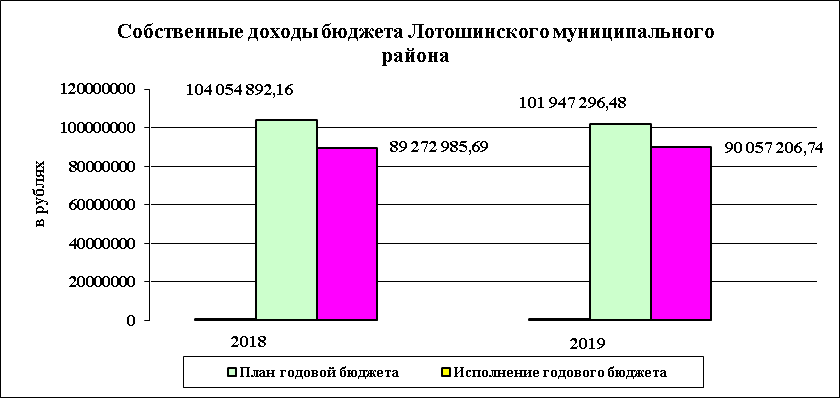 Собственные доходы бюджета Лотошинского муниципального
района
в рублях
120000000
100000000
80000000
60000000
40000000
20000000
0
104 054 892,16
89 272 985,69
101 947 296,48
90 057 206,74
2018
2019
План годовой бюджета
Исполнение годового бюджета